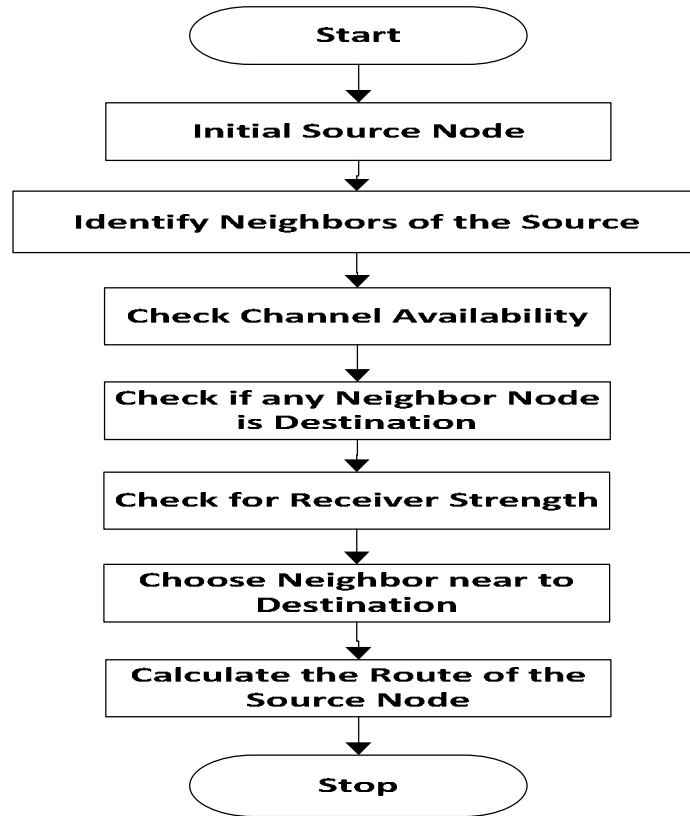 Start
Initial Source Node
Identify Neighbors of the Source
Check Channel Availability
Check if any Neighbor Node
is Destination
Check for Receiver Strength
Choose Neighbor near to
Destination
Calculate the Route of the
Source Node
Stop